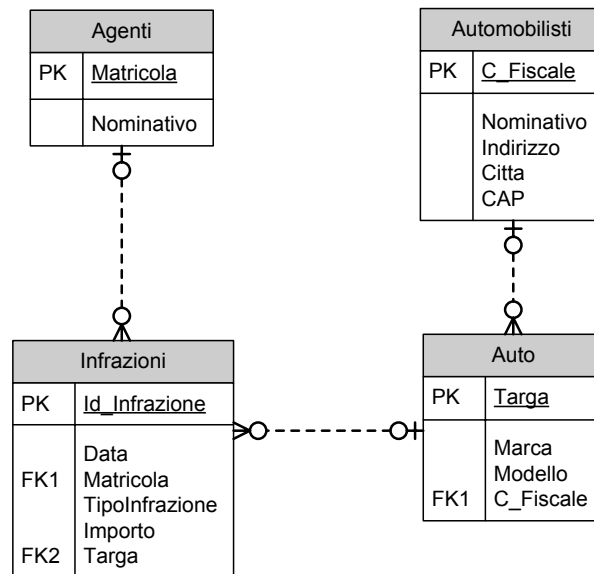 Agenti
PK Matricola
Nominativo
Automobilisti
PK C_Fiscale
Nominativo
Indirizzo
Citta
CAP
Infrazioni
PK Id_Infrazione
Data
FK1 Matricola
TipoInfrazione
Importo
FK2 Targa
Auto
PK Targa
Marca
Modello
FK1 C_Fiscale